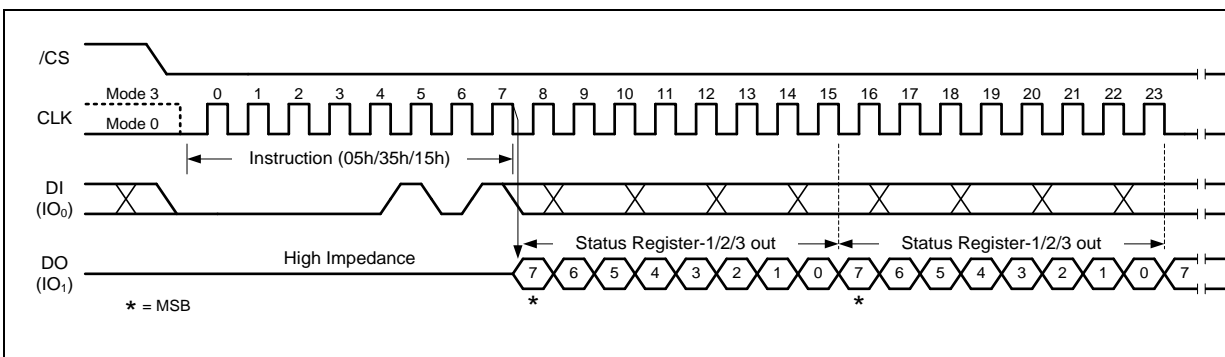 /CS
Mode 3
0 1 2 3 4 5 6 7 8 9 10 11 12 13 14 15 16 17 18 19 20 21 22 23
CLK
Mode 0
Instruction (05h/35h/15h)
DI
(IO₀)
Status Register-1/2/3 out Status Register-1/2/3 out
High Impedance
DO
(IO₁)
7 6 5 4 3 2 1 0 7 6 5 4 3 2 1 0 7
* *
* = MSB